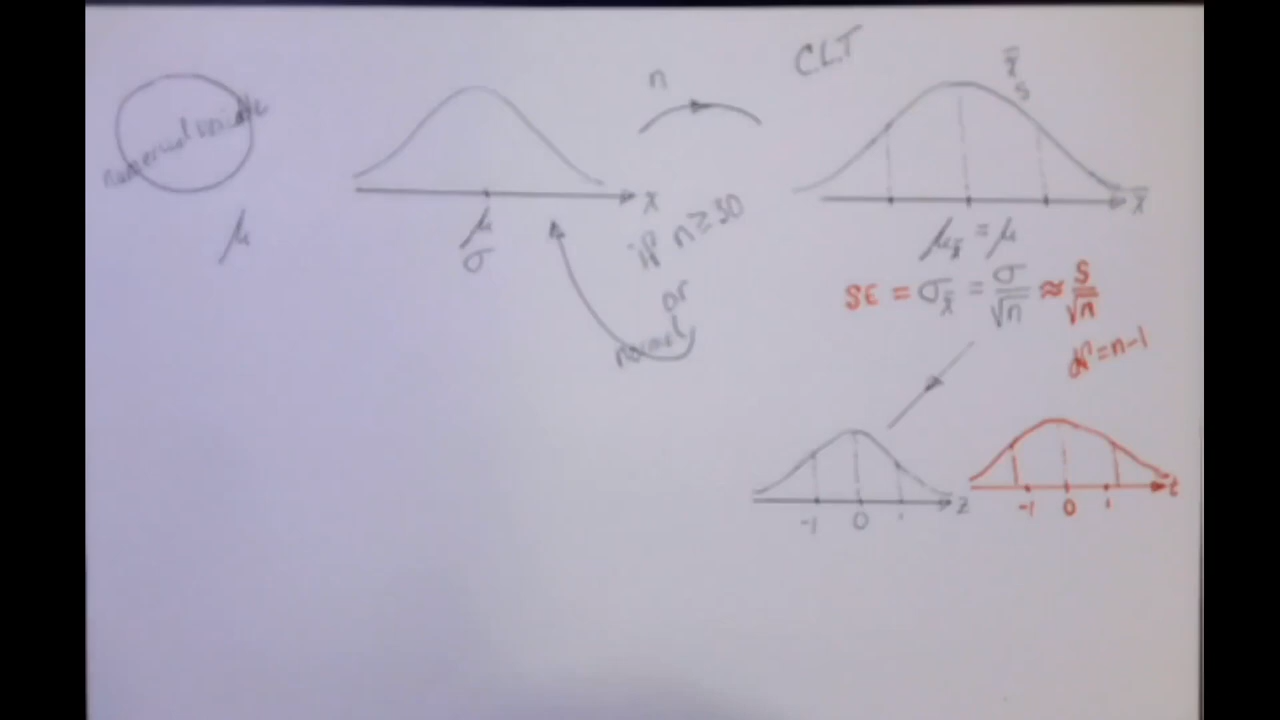 numerical variable
μ
x
μ
σ
n
if n ≥ 30
or
normal
CLT
x̄
s
x̄
μx̄ = μ
SE = σx̄ = σ/√n ≈ s/√n
df = n-1
-1 0 1 z
-1 0 1 t